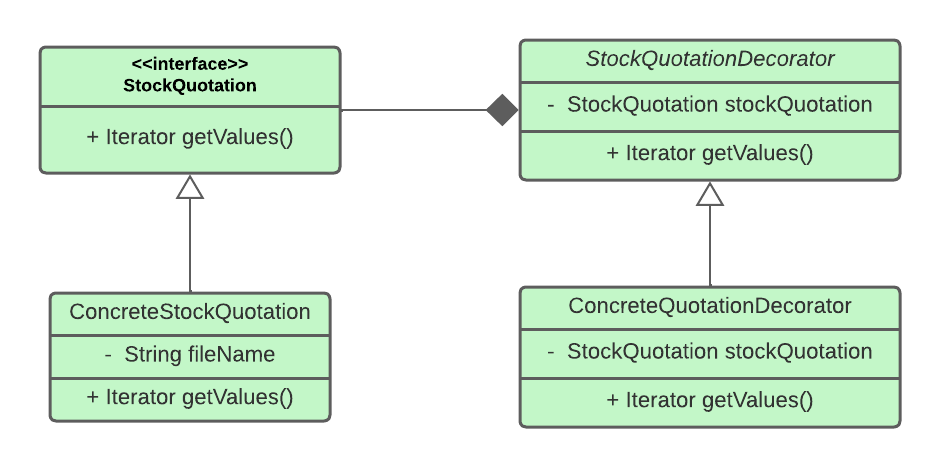 <<interface>>
StockQuotation
+ Iterator getValues()
StockQuotationDecorator
- StockQuotation stockQuotation
+ Iterator getValues()
ConcreteStockQuotation
- String fileName
+ Iterator getValues()
ConcreteQuotationDecorator
- StockQuotation stockQuotation
+ Iterator getValues()